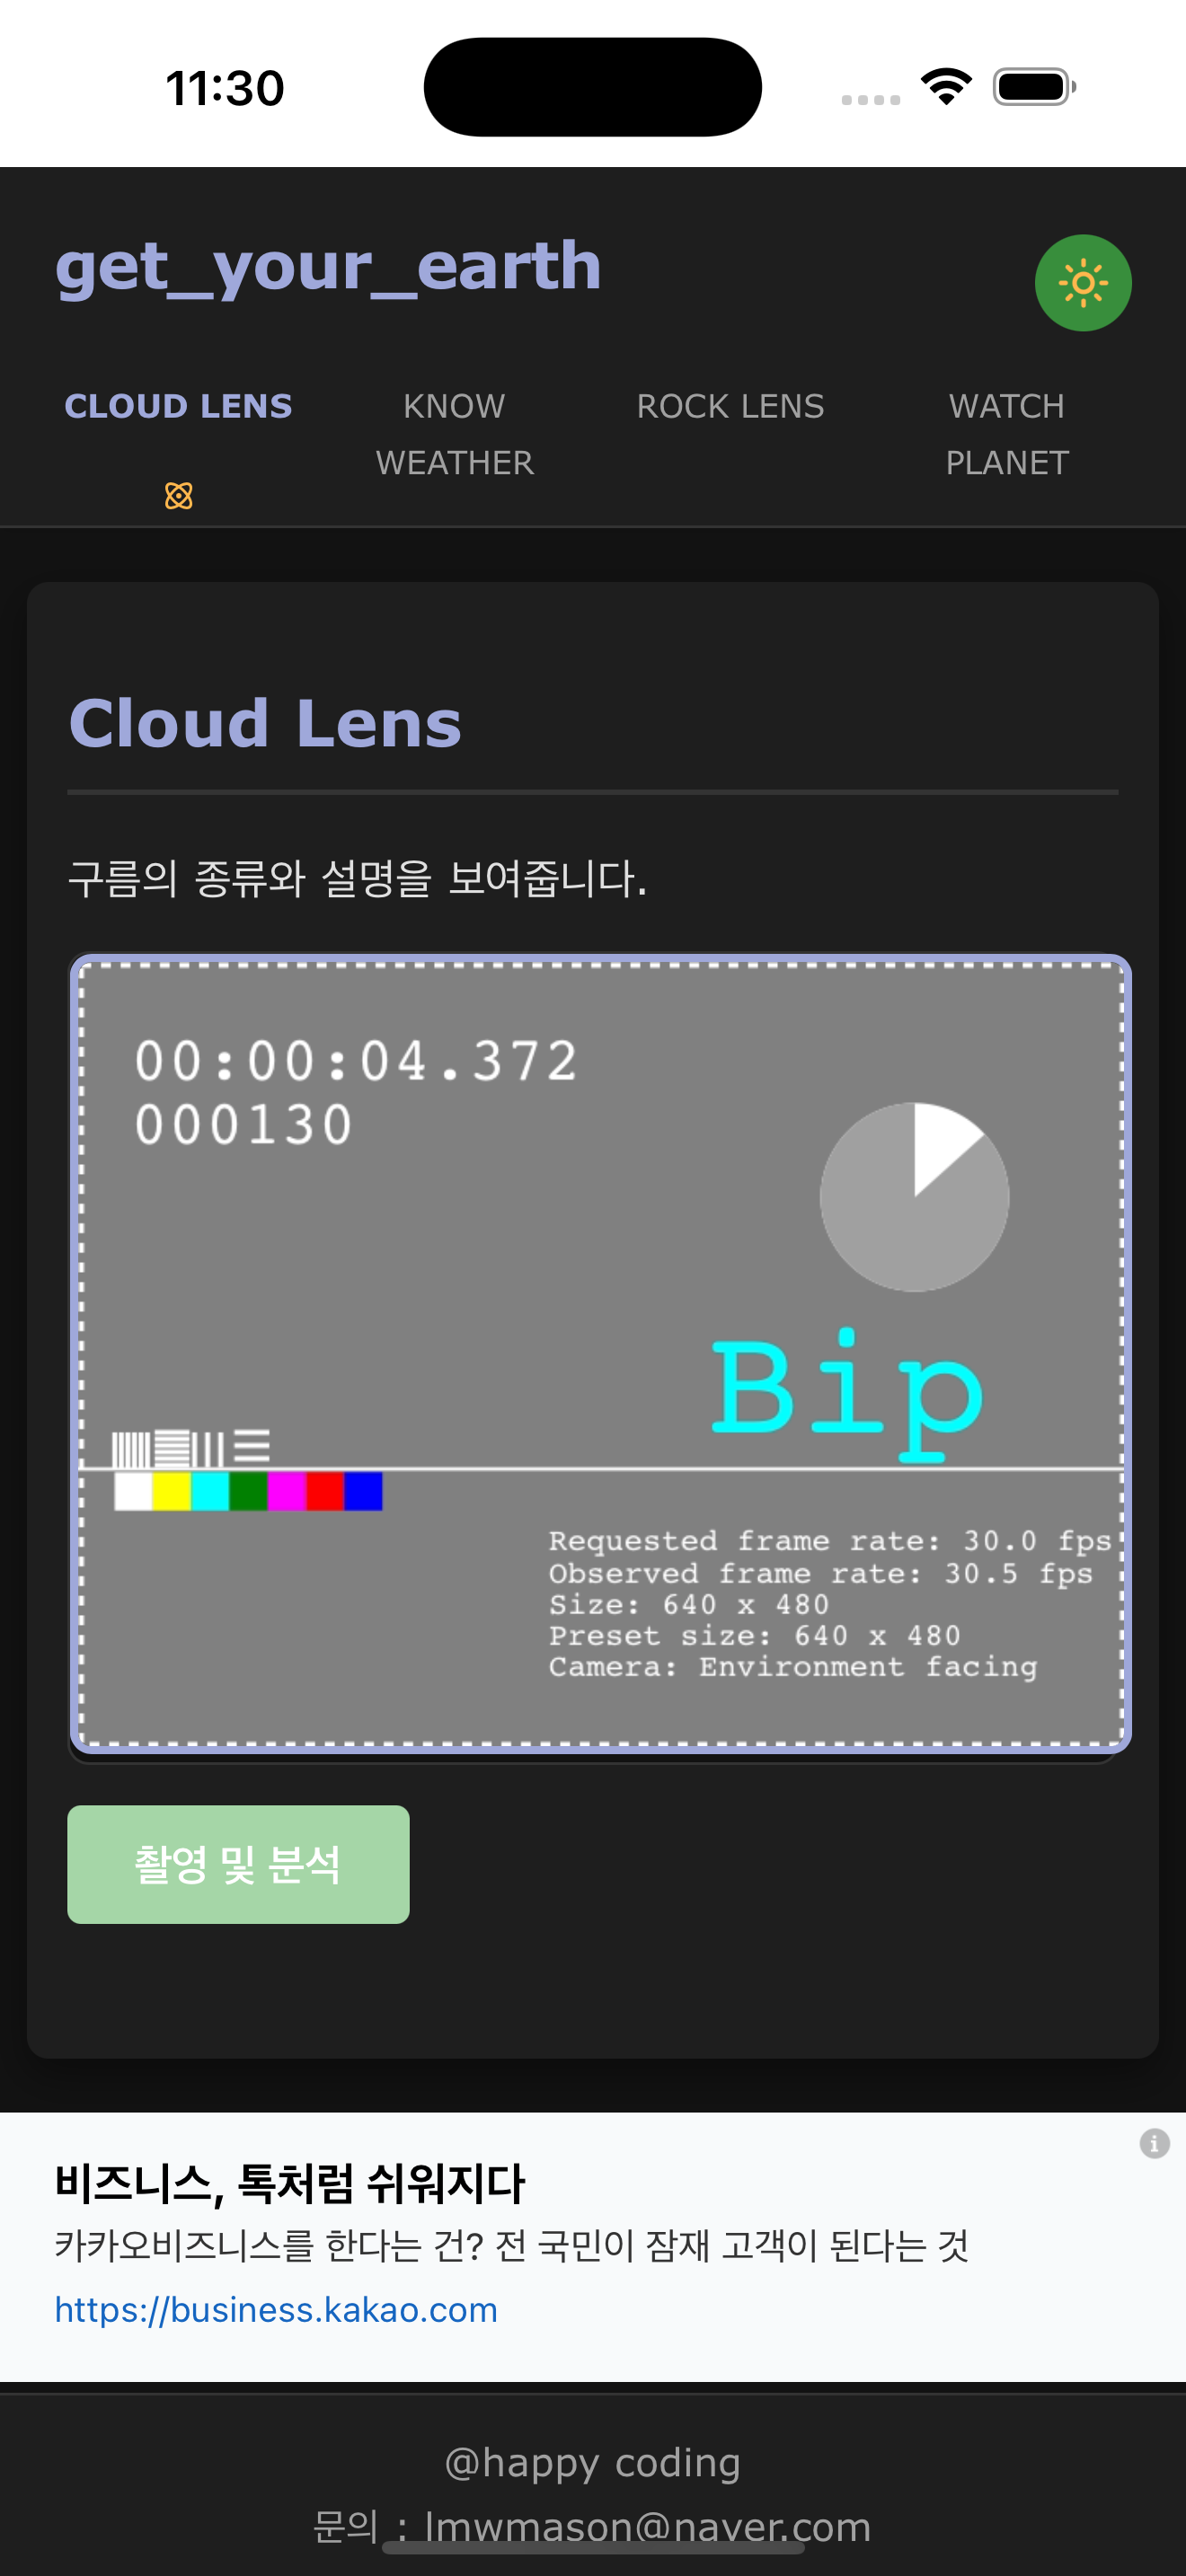 11:30
get_your_earth
CLOUD LENS
KNOW WEATHER
ROCK LENS
WATCH PLANET
Cloud Lens
구름의 종류와 설명을 보여줍니다.
00:00:04.372
000130
Bip
Requested frame rate: 30.0 fps
Observed frame rate: 30.5 fps
Size: 640 x 480
Preset size: 640 x 480
Camera: Environment facing
촬영 및 분석
비즈니스, 톡처럼 쉬워지다
카카오비즈니스를 한다는 건? 전 국민이 잠재 고객이 된다는 것
https://business.kakao.com
@happy coding
문의 : lmwmason@naver.com